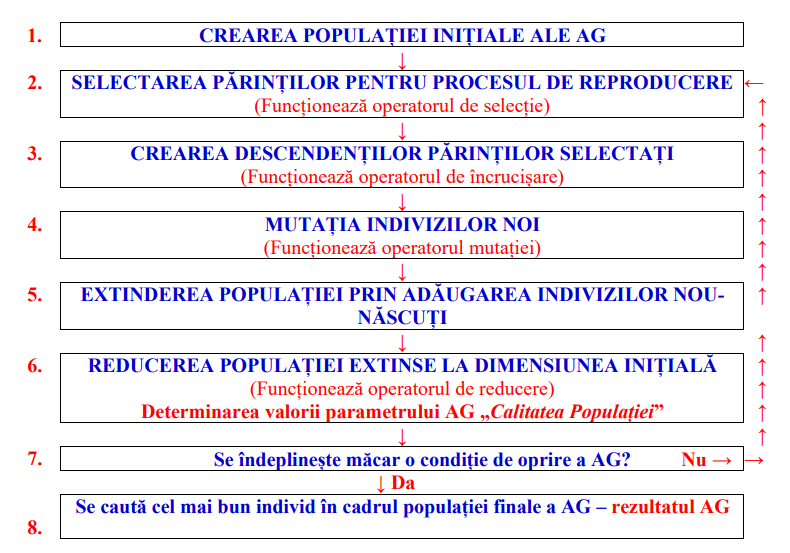 1. CREAREA POPULAȚIEI INIȚIALE ALE AG
↓
2. SELECTAREA PĂRINȚILOR PENTRU PROCESUL DE REPRODUCERE ←
(Funcționează operatorul de selecție) ↑
↓ ↑
3. CREAREA DESCENDENȚILOR PĂRINȚILOR SELECTAȚI ↑
(Funcționează operatorul de încrucișare) ↑
↓ ↑
4. MUTAȚIA INDIVIZILOR NOI ↑
(Funcționează operatorul mutației) ↑
↓ ↑
5. EXTINDEREA POPULAȚIEI PRIN ADĂUGAREA INDIVIZILOR NOU- ↑
NĂSCUȚI
↓ ↑
6. REDUCEREA POPULAȚIEI EXTINSE LA DIMENSIUNEA INIȚIALĂ ↑
(Funcționează operatorul de reducere) ↑
Determinarea valorii parametrului AG „Calitatea Populației” ↑
↓ ↑
7. Se îndeplinește măcar o condiție de oprire a AG? Nu → →
↓ Da
Se caută cel mai bun individ în cadrul populației finale a AG – rezultatul AG
8.